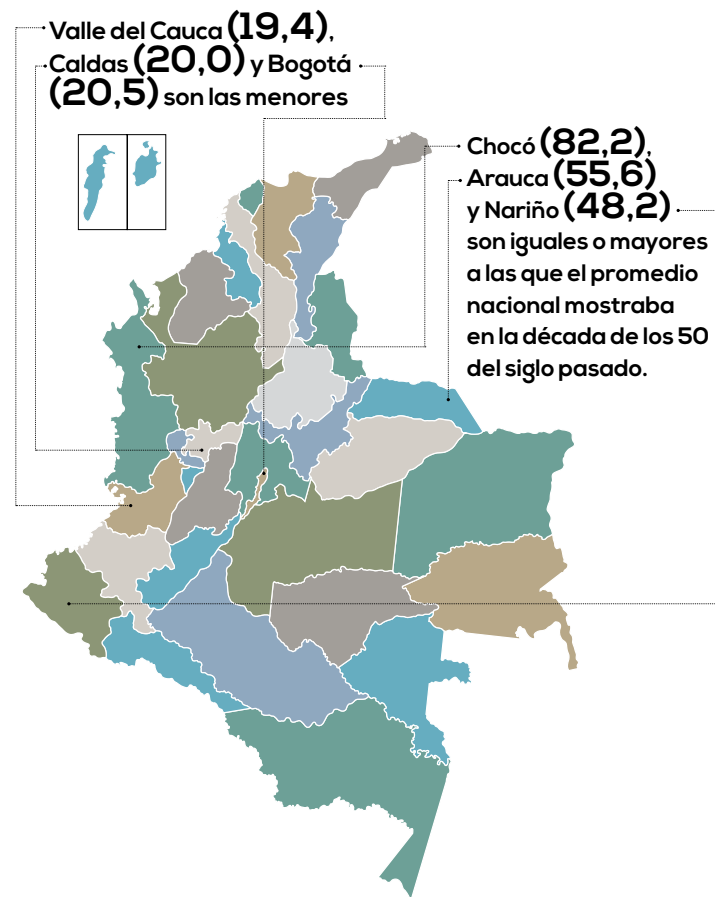 Valle del Cauca (19,4),
Caldas (20,0) y Bogotá
(20,5) son las menores
Chocó (82,2),
Arauca (55,6)
y Nariño (48,2)
son iguales o mayores
a las que el promedio
nacional mostraba
en la década de los 50
del siglo pasado.